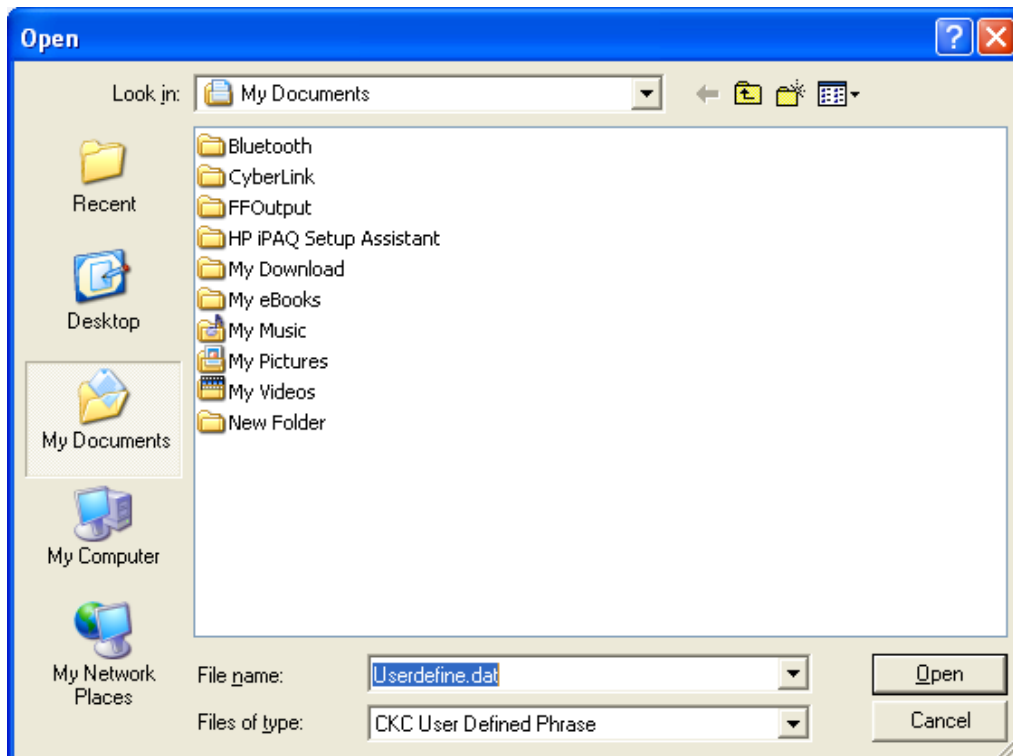 Open
Look in: My Documents
Recent
Desktop
My Documents
My Computer
My Network
Places
Bluetooth
CyberLink
FFOutput
HP iPAQ Setup Assistant
My Download
My eBooks
My Music
My Pictures
My Videos
New Folder
File name: Userdefine.dat Open
Files of type: CKC User Defined Phrase Cancel